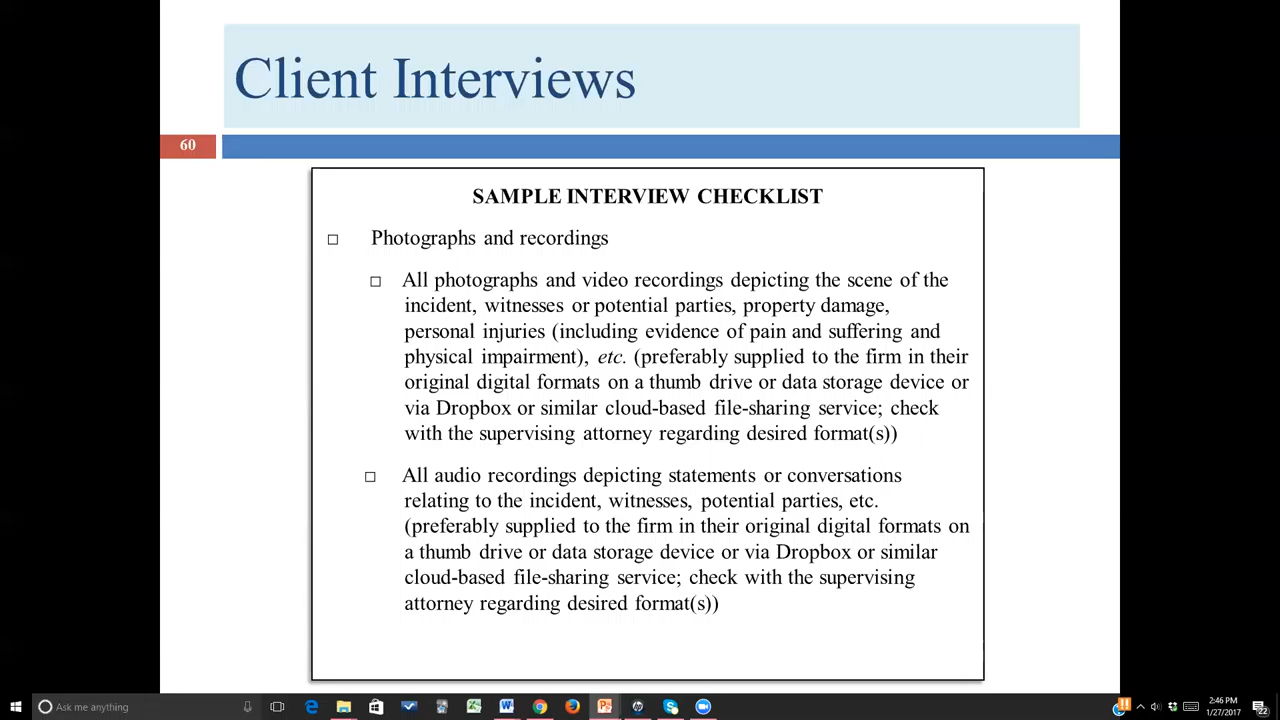 Client Interviews
60
SAMPLE INTERVIEW CHECKLIST
□ Photographs and recordings
□ All photographs and video recordings depicting the scene of the
incident, witnesses or potential parties, property damage,
personal injuries (including evidence of pain and suffering and
physical impairment), etc. (preferably supplied to the firm in their
original digital formats on a thumb drive or data storage device or
via Dropbox or similar cloud-based file-sharing service; check
with the supervising attorney regarding desired format(s))
□ All audio recordings depicting statements or conversations
relating to the incident, witnesses, potential parties, etc.
(preferably supplied to the firm in their original digital formats on
a thumb drive or data storage device or via Dropbox or similar
cloud-based file-sharing service; check with the supervising
attorney regarding desired format(s))
Ask me anything
2:46 PM
1/27/2017
22